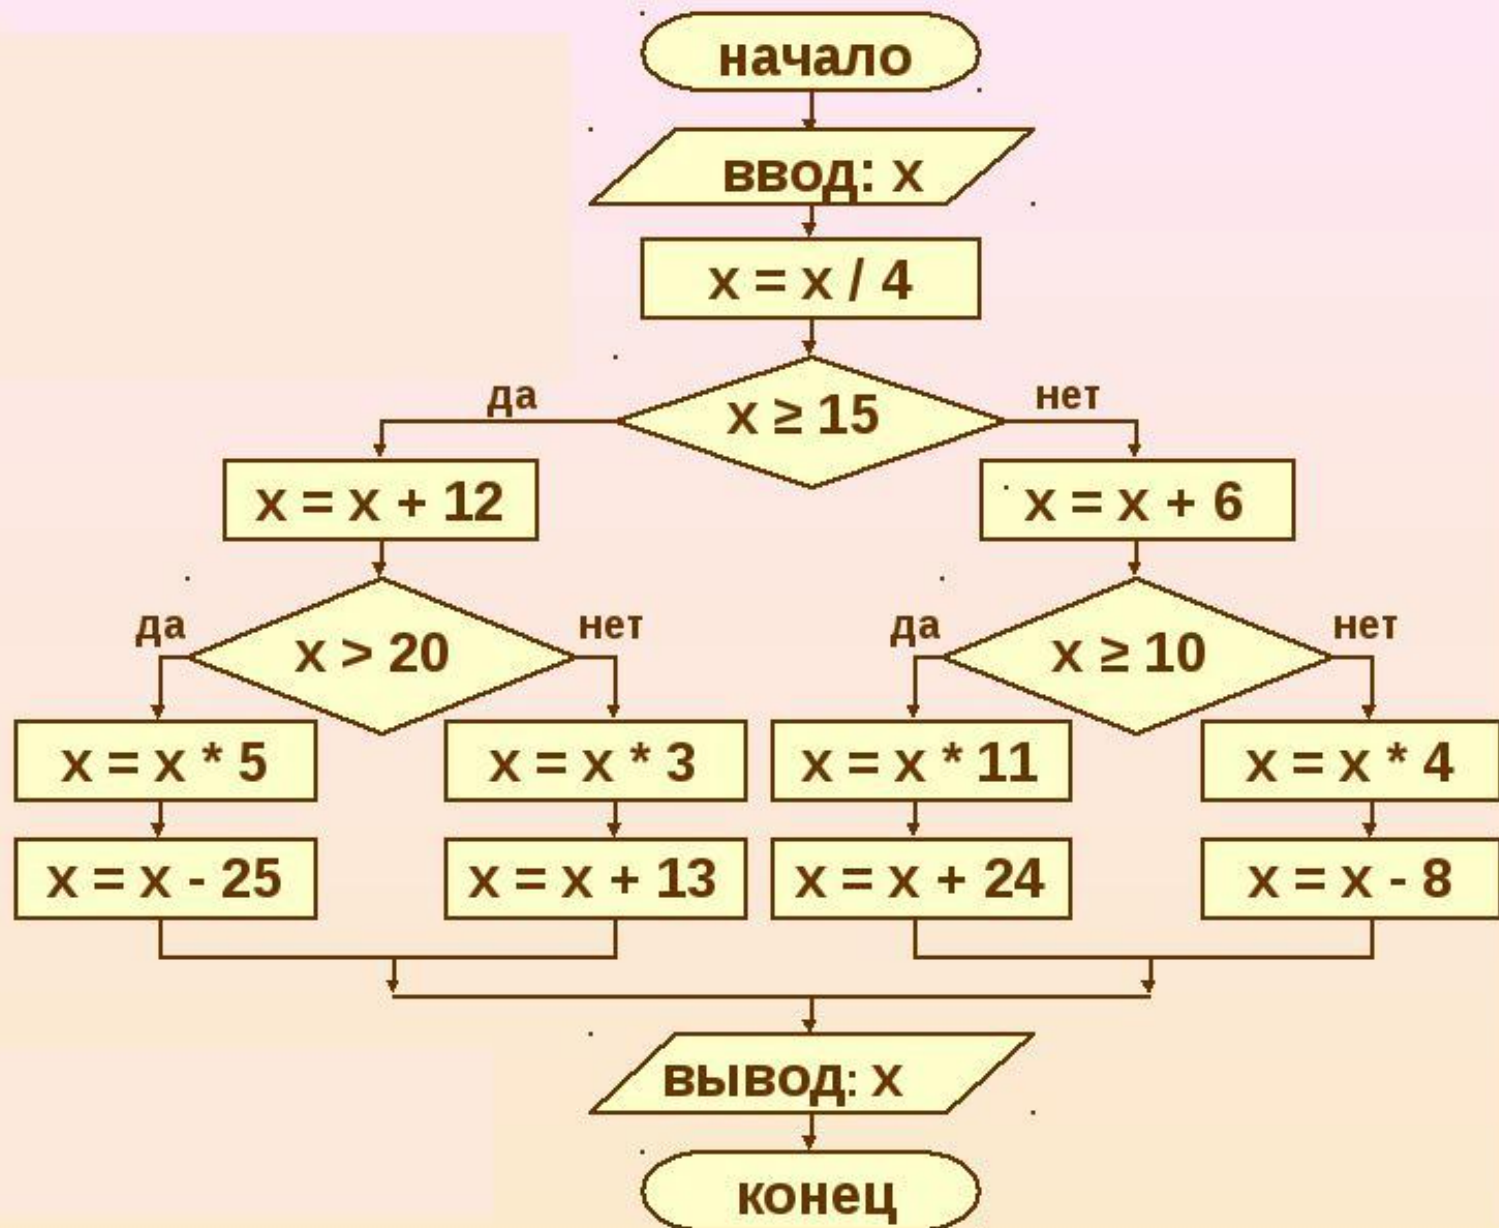 начало
ввод: x
x = x / 4
да
x ≥ 15
нет
x = x + 12
x = x + 6
да
x > 20
нет
да
x ≥ 10
нет
x = x * 5
x = x * 3
x = x * 11
x = x * 4
x = x - 25
x = x + 13
x = x + 24
x = x - 8
вывод: x
конец